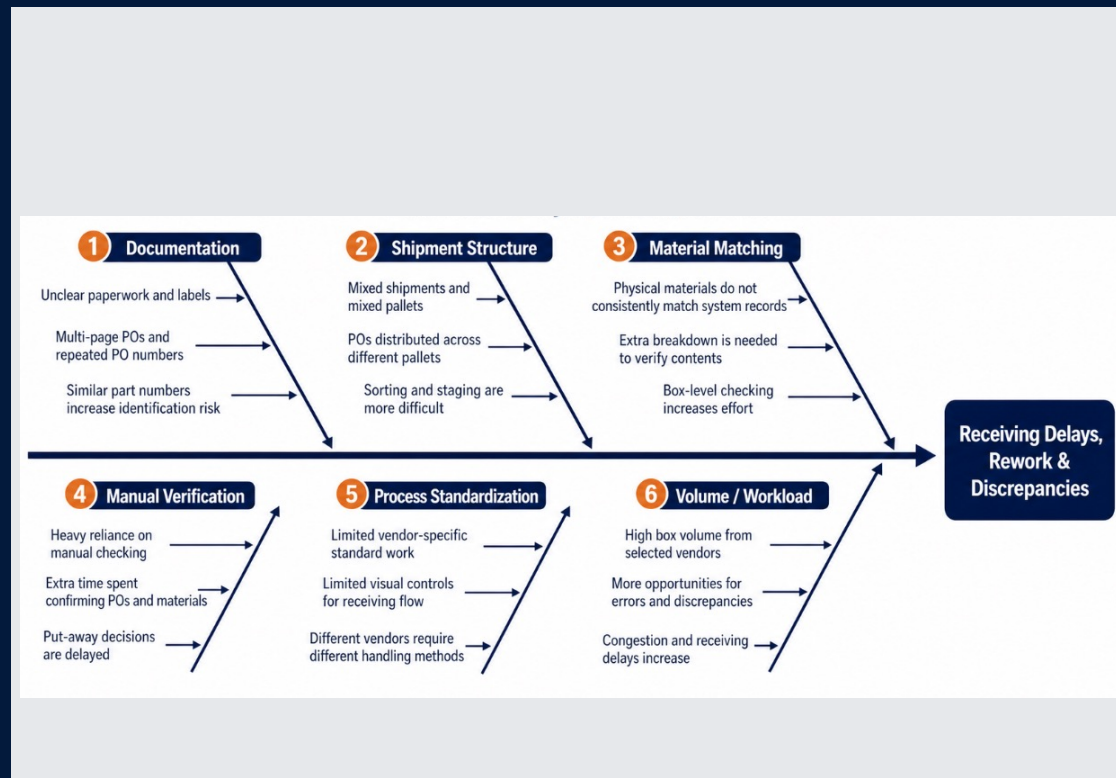 1 Documentation
Unclear paperwork and labels
Multi-page POs and
repeated PO numbers
Similar part numbers
increase identification risk
2 Shipment Structure
Mixed shipments and
mixed pallets
POs distributed across
different pallets
Sorting and staging are
more difficult
3 Material Matching
Physical materials do not
consistently match system records
Extra breakdown is needed
to verify contents
Box-level checking
increases effort
Receiving Delays,
Rework &
Discrepancies
4 Manual Verification
Heavy reliance on
manual checking
Extra time spent
confirming POs and materials
Put-away decisions
are delayed
5 Process Standardization
Limited vendor-specific
standard work
Limited visual controls
for receiving flow
Different vendors require
different handling methods
6 Volume / Workload
High box volume from
selected vendors
More opportunities for
errors and discrepancies
Congestion and receiving
delays increase